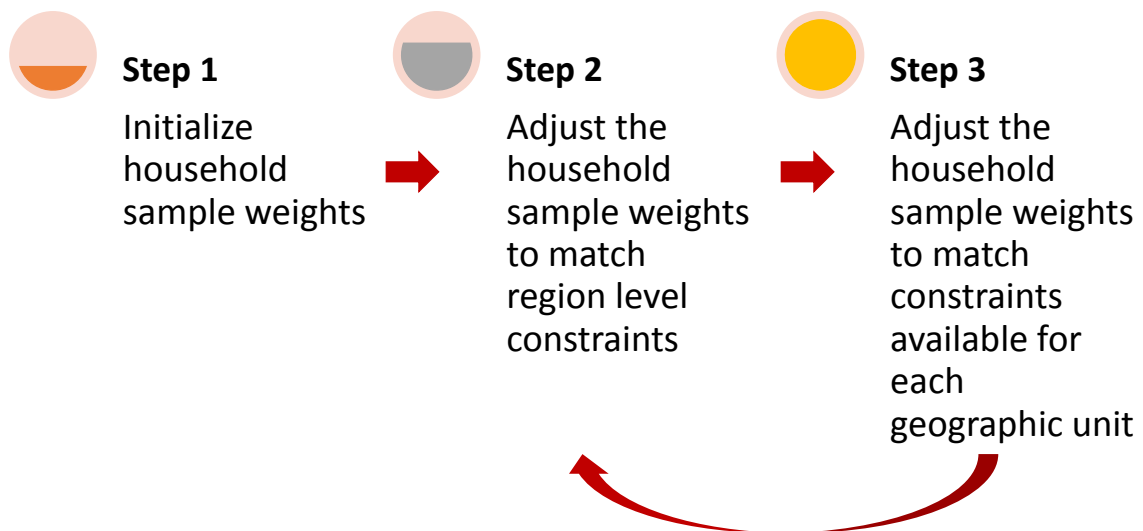 Step 1
Initialize
household
sample weights
Step 2
Adjust the
household
sample weights
to match
region level
constraints
Step 3
Adjust the
household
sample weights
to match
constraints
available for
each
geographic unit